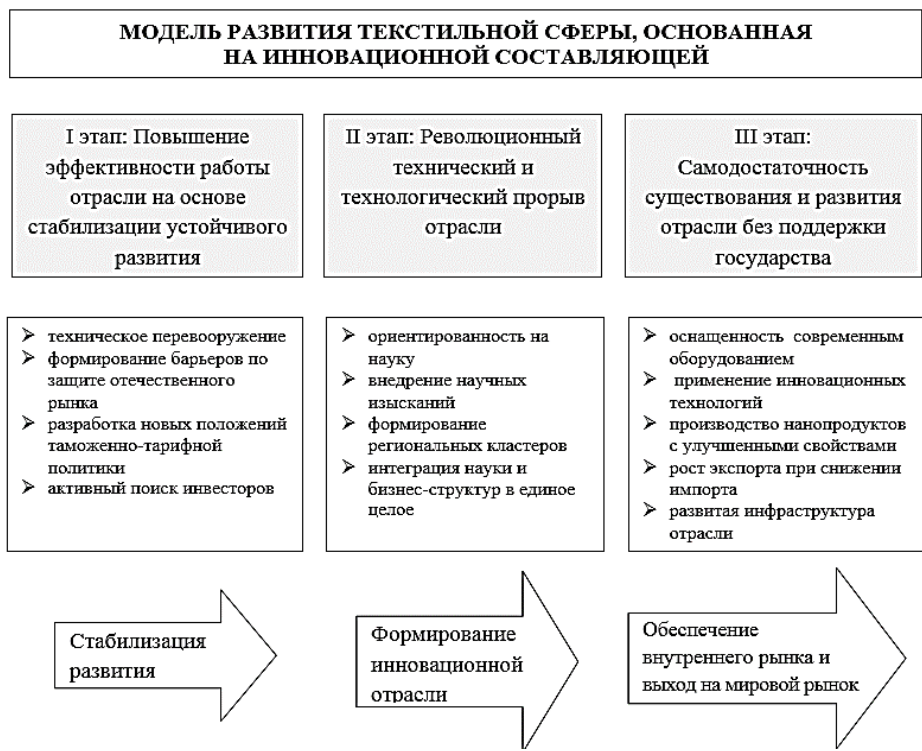 МОДЕЛЬ РАЗВИТИЯ ТЕКСТИЛЬНОЙ СФЕРЫ, ОСНОВАННАЯ
НА ИННОВАЦИОННОЙ СОСТАВЛЯЮЩЕЙ
I этап: Повышение
эффективности работы
отрасли на основе
стабилизации устойчивого
развития
II этап: Революционный
технический и
технологический прорыв
отрасли
III этап:
Самодостаточность
существования и развития
отрасли без поддержки
государства
➢ техническое перевооружение
➢ формирование барьеров по
защите отечественного
рынка
➢ разработка новых положений
таможенно-тарифной
политики
➢ активный поиск инвесторов
➢ ориентированность на
науку
➢ внедрение научных
изысканий
➢ формирование
региональных кластеров
➢ интеграция науки и
бизнес-структур в единое
целое
➢ оснащенность современным
оборудованием
➢ применение инновационных
технологий
➢ производство нанопродуктов
с улучшенными свойствами
➢ рост экспорта при снижении
импорта
➢ развитая инфраструктура
отрасли
Стабилизация
развития
Формирование
инновационной
отрасли
Обеспечение
внутреннего рынка и
выход на мировой рынок